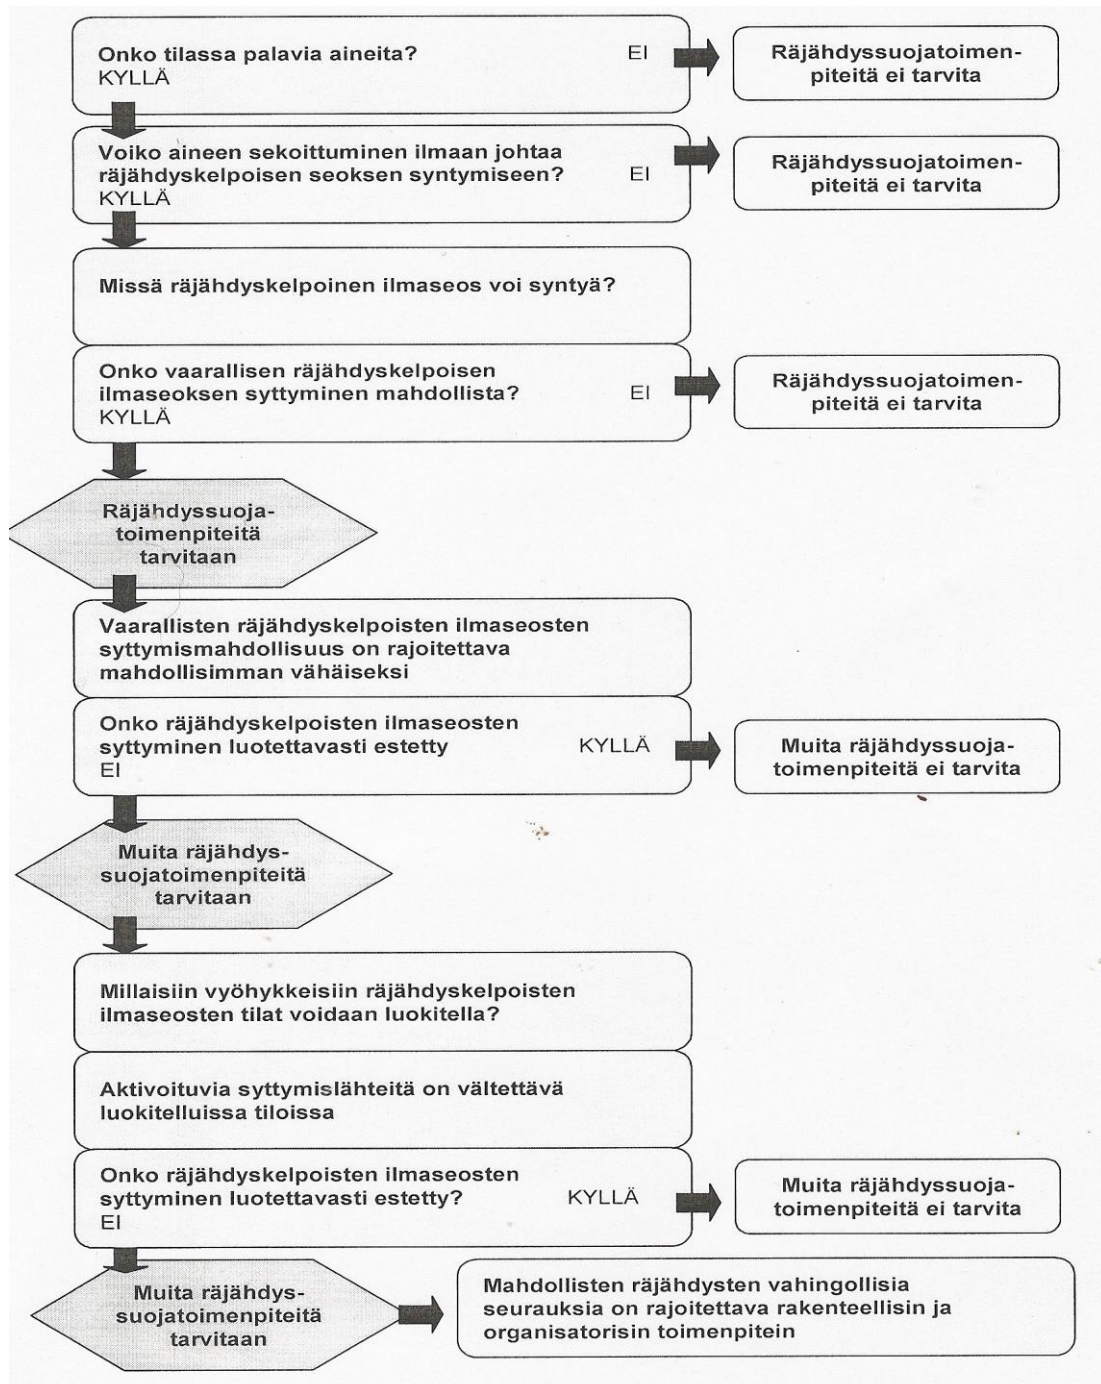 Onko tilassa palavia aineita? EI
KYLLÄ
Räjähdyssuojatoimen-
piteitä ei tarvita
Voiko aineen sekoittuminen ilmaan johtaa
räjähdyskelpoisen seoksen syntymiseen? EI
KYLLÄ
Räjähdyssuojatoimen-
piteitä ei tarvita
Missä räjähdyskelpoinen ilmaseos voi syntyä?
Onko vaarallisen räjähdyskelpoisen
ilmaseoksen syttyminen mahdollista? EI
KYLLÄ
Räjähdyssuojatoimen-
piteitä ei tarvita
Räjähdyssuoja-
toimenpiteitä
tarvitaan
Vaarallisten räjähdyskelpoisten ilmaseosten
syttymismahdollisuus on rajoitettava
mahdollisimman vähäiseksi
Onko räjähdyskelpoisten ilmaseosten
syttyminen luotettavasti estetty KYLLÄ
EI
Muita räjähdyssuoja-
toimenpiteitä ei tarvita
Muita räjähdys-
suojatoimenpiteitä
tarvitaan
Millaisiin vyöhykkeisiin räjähdyskelpoisten
ilmaseosten tilat voidaan luokitella?
Aktivoituvia syttymislähteitä on vältettävä
luokitelluissa tiloissa
Onko räjähdyskelpoisten ilmaseosten
syttyminen luotettavasti estetty? KYLLÄ
EI
Muita räjähdyssuoja-
toimenpiteitä ei tarvita
Muita räjähdys-
suojatoimenpiteitä
tarvitaan
Mahdollisten räjähdysten vahingollisia
seurauksia on rajoitettava rakenteellisin ja
organisatorisin toimenpitein